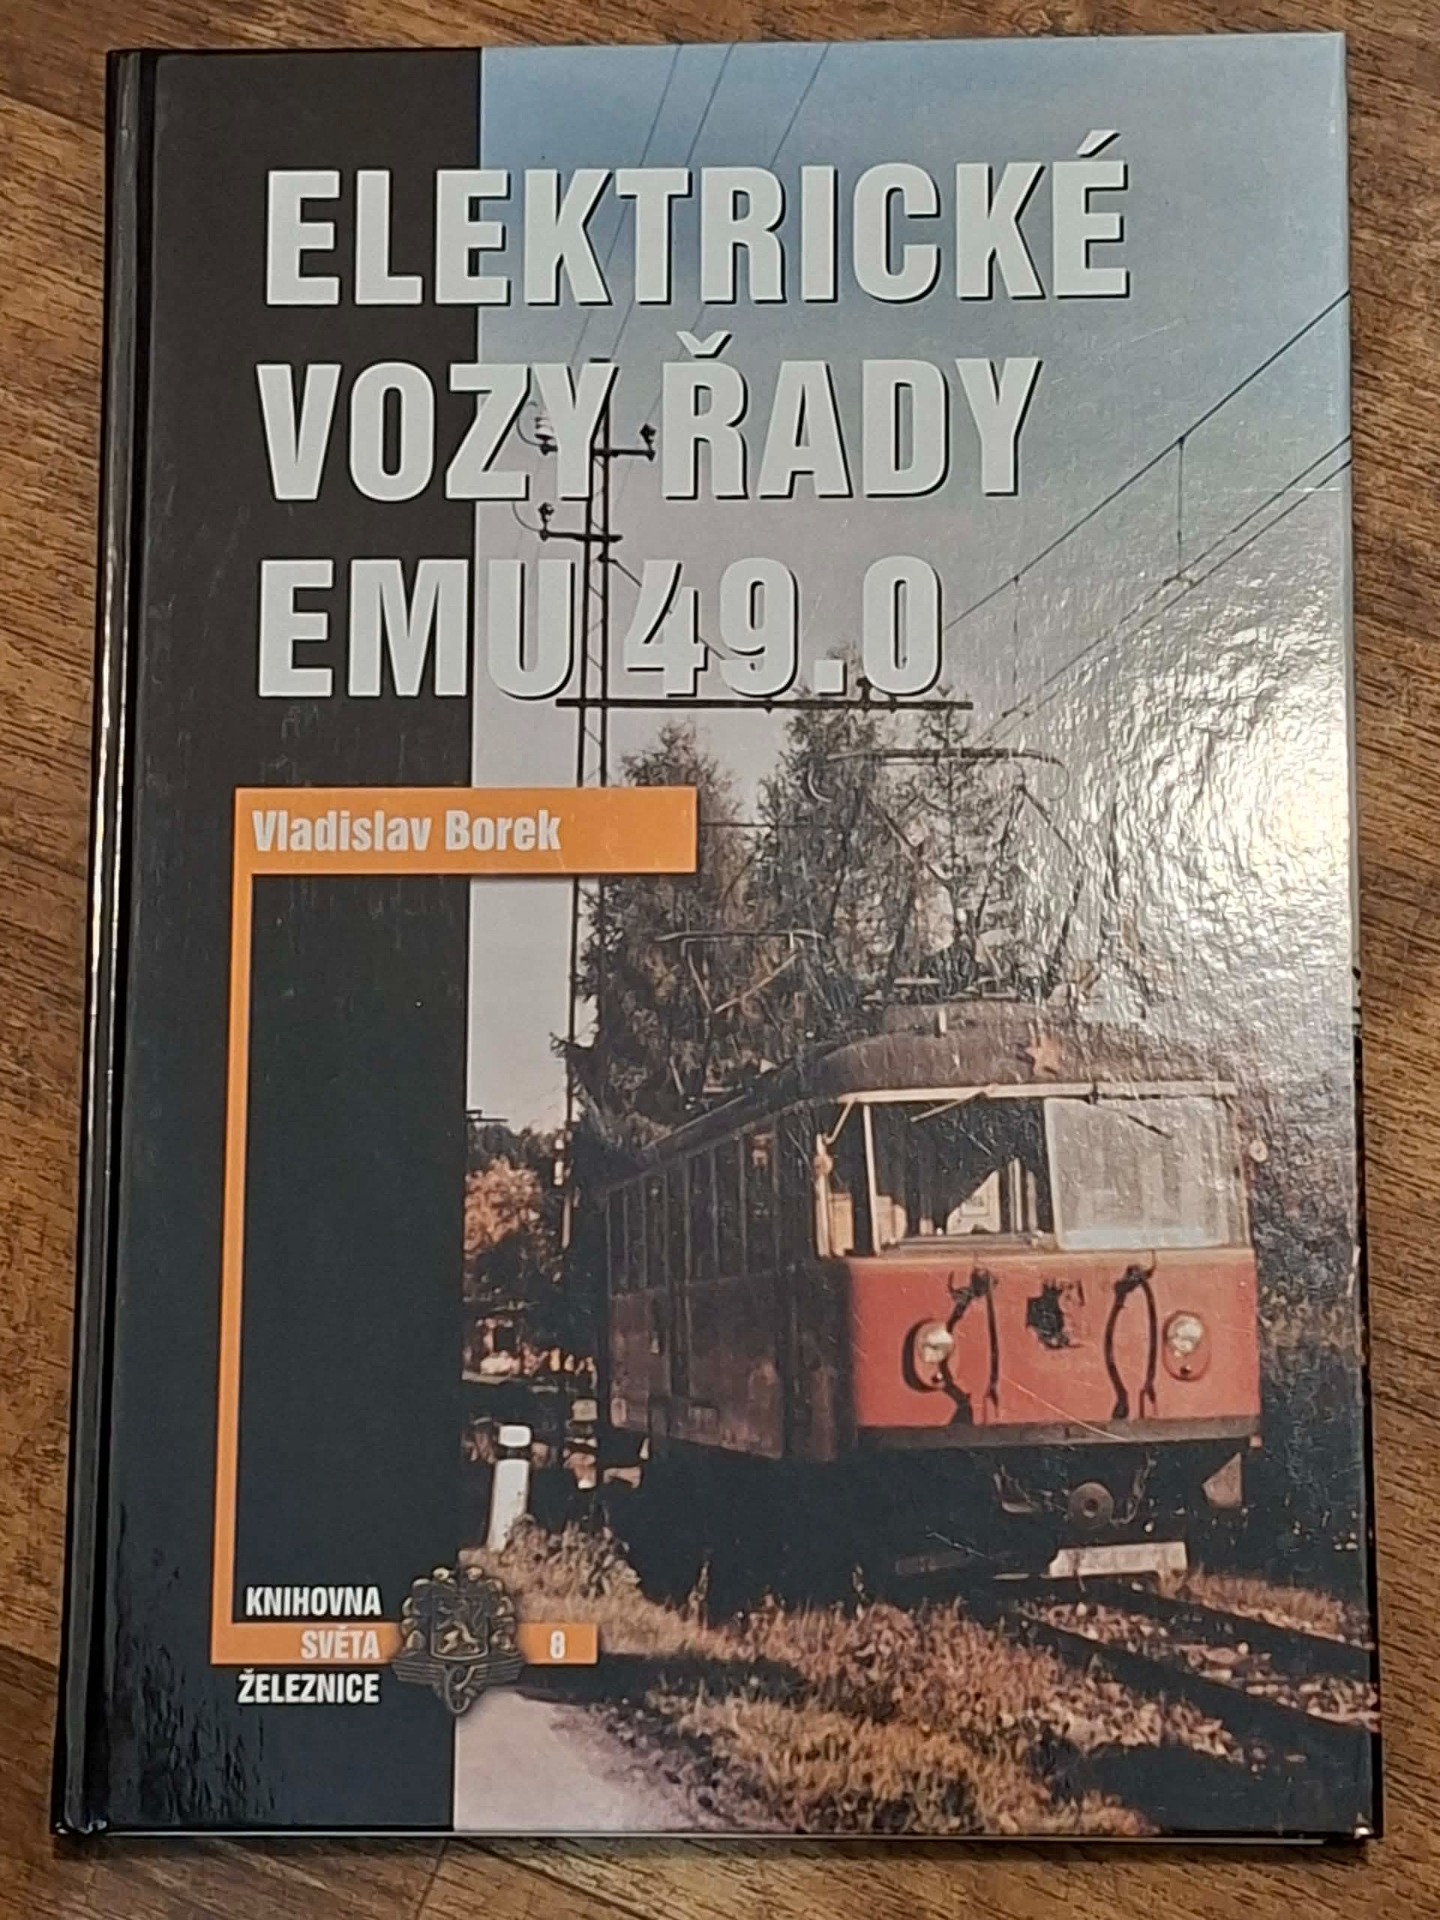 ELEKTRICKÉ
VOZY ŘADY
EMU 49.0
Vladislav Borek
KNIHOVNA
SVĚTA 8
ŽELEZNICE